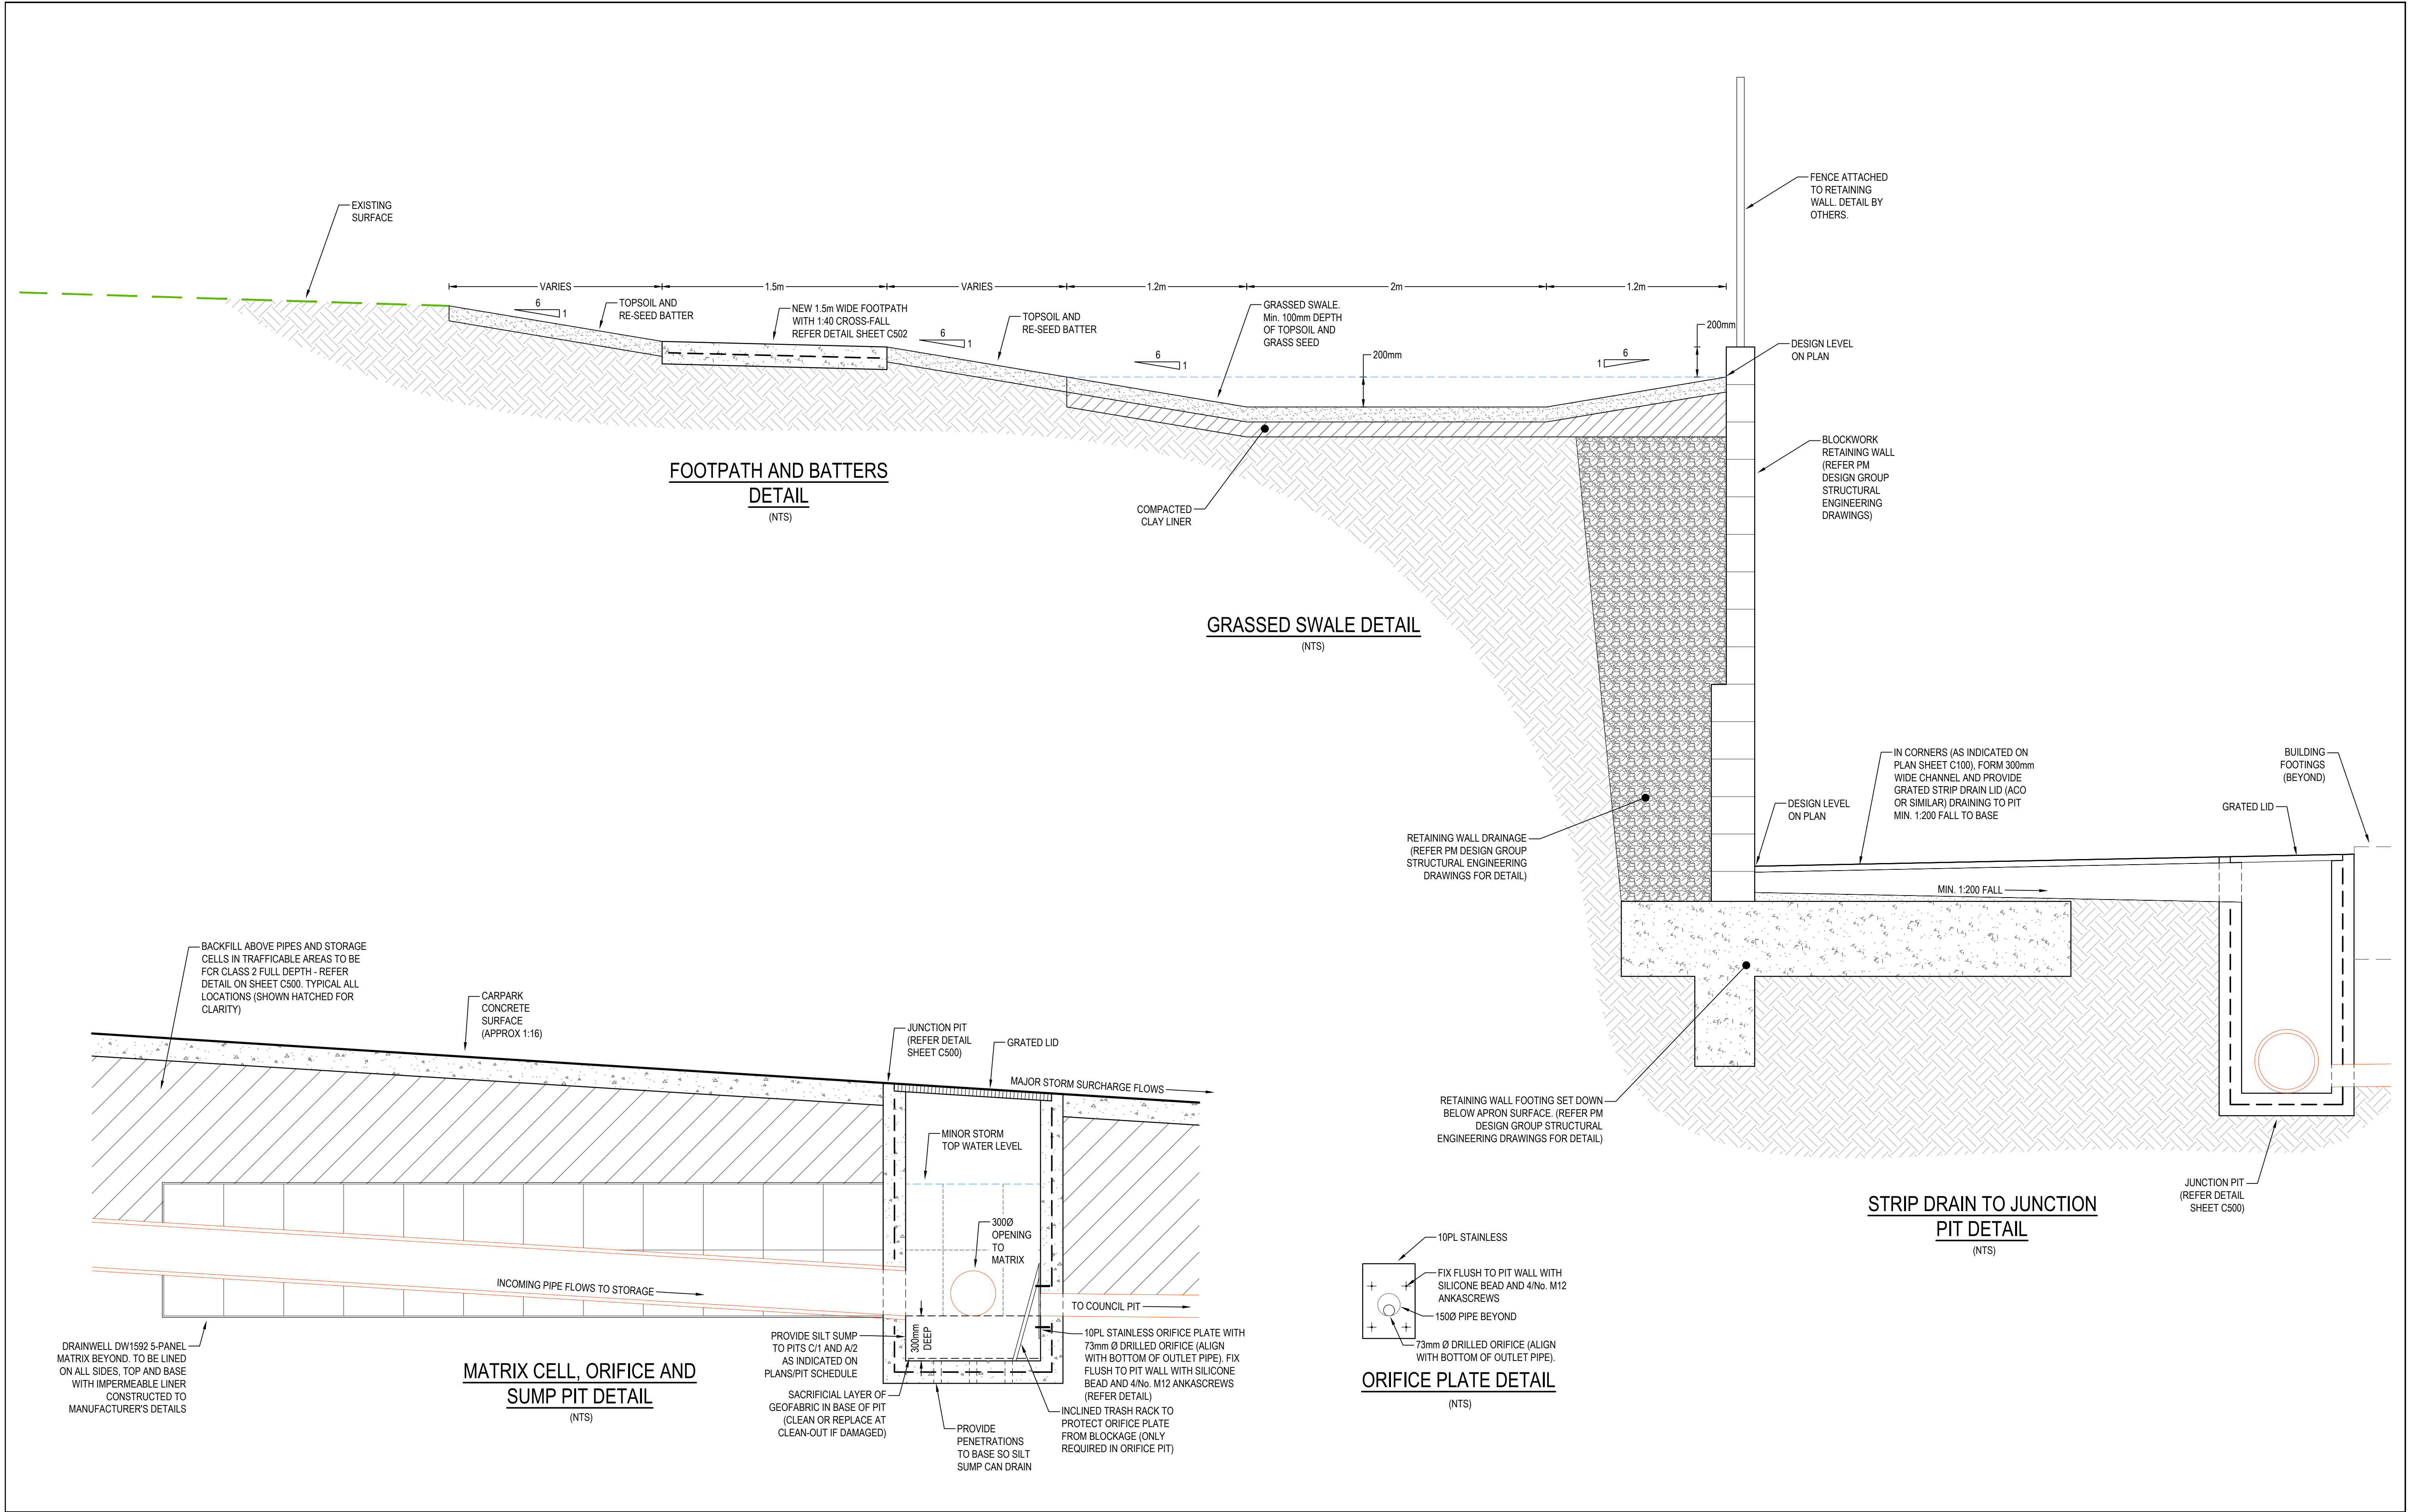 EXISTING
SURFACE
VARIES
1.5m
VARIES
1.2m
2m
1.2m
6
1
TOPSOIL AND
RE-SEED BATTER
NEW 1.5m WIDE FOOTPATH
WITH 1:40 CROSS-FALL
REFER DETAIL SHEET C502
6
1
TOPSOIL AND
RE-SEED BATTER
6
1
GRASSED SWALE.
Min. 100mm DEPTH
OF TOPSOIL AND
GRASS SEED
200mm
6
1
200mm
FENCE ATTACHED
TO RETAINING
WALL. DETAIL BY
OTHERS.
DESIGN LEVEL
ON PLAN
BLOCKWORK
RETAINING WALL
(REFER PM
DESIGN GROUP
STRUCTURAL
ENGINEERING
DRAWINGS)
FOOTPATH AND BATTERS
DETAIL
(NTS)
COMPACTED
CLAY LINER
GRASSED SWALE DETAIL
(NTS)
RETAINING WALL DRAINAGE
(REFER PM DESIGN GROUP
STRUCTURAL ENGINEERING
DRAWINGS FOR DETAIL)
DESIGN LEVEL
ON PLAN
IN CORNERS (AS INDICATED ON
PLAN SHEET C100), FORM 300mm
WIDE CHANNEL AND PROVIDE
GRATED STRIP DRAIN LID (ACO
OR SIMILAR) DRAINING TO PIT
MIN. 1:200 FALL TO BASE
GRATED LID
BUILDING
FOOTINGS
(BEYOND)
MIN. 1:200 FALL
RETAINING WALL FOOTING SET DOWN
BELOW APRON SURFACE. (REFER PM
DESIGN GROUP STRUCTURAL
ENGINEERING DRAWINGS FOR DETAIL)
JUNCTION PIT
(REFER DETAIL
SHEET C500)
STRIP DRAIN TO JUNCTION
PIT DETAIL
(NTS)
BACKFILL ABOVE PIPES AND STORAGE
CELLS IN TRAFFICABLE AREAS TO BE
FCR CLASS 2 FULL DEPTH - REFER
DETAIL ON SHEET C500. TYPICAL ALL
LOCATIONS (SHOWN HATCHED FOR
CLARITY)
CARPARK
CONCRETE
SURFACE
(APPROX 1:16)
JUNCTION PIT
(REFER DETAIL
SHEET C500)
GRATED LID
MAJOR STORM SURCHARGE FLOWS
MINOR STORM
TOP WATER LEVEL
300Ø
OPENING
TO
MATRIX
INCOMING PIPE FLOWS TO STORAGE
TO COUNCIL PIT
300mm
DEEP
DRAINWELL DW1592 5-PANEL
MATRIX BEYOND. TO BE LINED
ON ALL SIDES, TOP AND BASE
WITH IMPERMEABLE LINER
CONSTRUCTED TO
MANUFACTURER'S DETAILS
PROVIDE SILT SUMP
TO PITS C/1 AND A/2
AS INDICATED ON
PLANS/PIT SCHEDULE
SACRIFICIAL LAYER OF
GEOFABRIC IN BASE OF PIT
(CLEAN OR REPLACE AT
CLEAN-OUT IF DAMAGED)
PROVIDE
PENETRATIONS
TO BASE SO SILT
SUMP CAN DRAIN
10PL STAINLESS ORIFICE PLATE WITH
73mm Ø DRILLED ORIFICE (ALIGN
WITH BOTTOM OF OUTLET PIPE). FIX
FLUSH TO PIT WALL WITH SILICONE
BEAD AND 4/No. M12 ANKASCREWS
(REFER DETAIL)
INCLINED TRASH RACK TO
PROTECT ORIFICE PLATE
FROM BLOCKAGE (ONLY
REQUIRED IN ORIFICE PIT)
MATRIX CELL, ORIFICE AND
SUMP PIT DETAIL
(NTS)
10PL STAINLESS
FIX FLUSH TO PIT WALL WITH
SILICONE BEAD AND 4/No. M12
ANKASCREWS
150Ø PIPE BEYOND
73mm Ø DRILLED ORIFICE (ALIGN
WITH BOTTOM OF OUTLET PIPE).
ORIFICE PLATE DETAIL
(NTS)